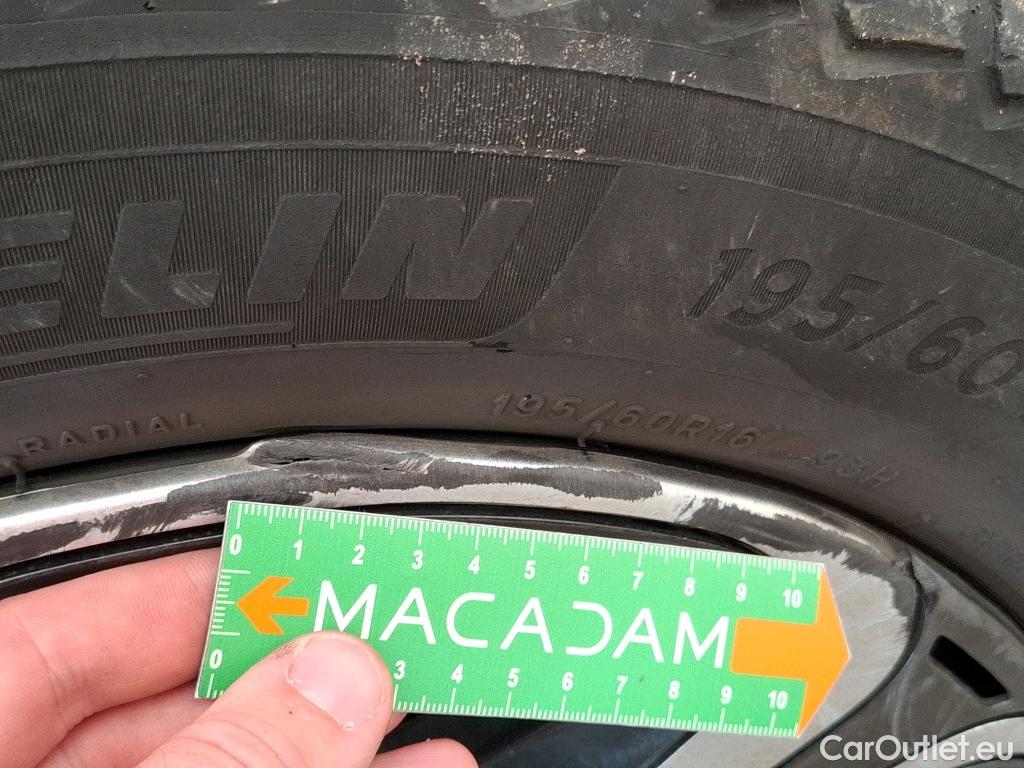 ELIN
195/60
RADIAL
195/60R16 93H
0 1 2 3 4 5 6 7 8 9 10
MACADAM
0 3 4 5 6 7 8 9 10
CarOutlet.eu